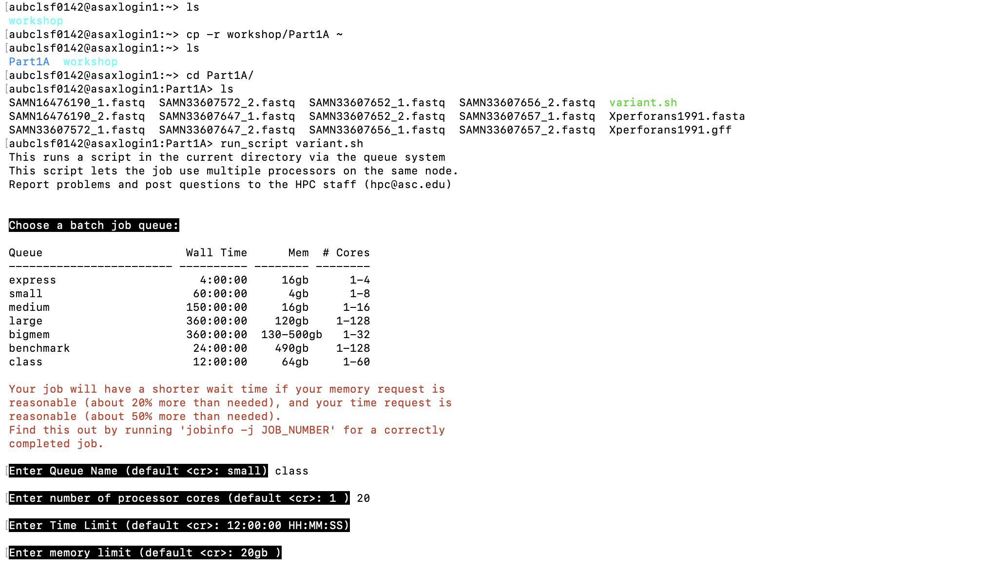 [aubclsf0142@asaxlogin1:~> ls
workshop
[aubclsf0142@asaxlogin1:~> cp -r workshop/Part1A ~
[aubclsf0142@asaxlogin1:~> ls
Part1A  workshop
[aubclsf0142@asaxlogin1:~> cd Part1A/
[aubclsf0142@asaxlogin1:Part1A> ls
SAMN16476190_1.fastq  SAMN33607572_2.fastq  SAMN33607652_1.fastq  SAMN33607656_2.fastq  variant.sh
SAMN16476190_2.fastq  SAMN33607647_1.fastq  SAMN33607652_2.fastq  SAMN33607657_1.fastq  Xperforans1991.fasta
SAMN33607572_1.fastq  SAMN33607647_2.fastq  SAMN33607656_1.fastq  SAMN33607657_2.fastq  Xperforans1991.gff
[aubclsf0142@asaxlogin1:Part1A> run_script variant.sh
This runs a script in the current directory via the queue system
This script lets the job use multiple processors on the same node.
Report problems and post questions to the HPC staff (hpc@asc.edu)
Choose a batch job queue:
Queue                     Wall Time      Mem  # Cores
------------------------ ---------- -------- --------
express                     4:00:00     16gb      1-4
small                      60:00:00      4gb      1-8
medium                    150:00:00     16gb     1-16
large                     360:00:00    120gb    1-128
bigmem                    360:00:00  130-500gb   1-32
benchmark                  24:00:00    490gb    1-128
class                      12:00:00     64gb     1-60
Your job will have a shorter wait time if your memory request is
reasonable (about 20% more than needed), and your time request is
reasonable (about 50% more than needed).
Find this out by running 'jobinfo -j JOB_NUMBER' for a correctly
completed job.
[Enter Queue Name (default <cr>: small) class
[Enter number of processor cores (default <cr>: 1 ) 20
[Enter Time Limit (default <cr>: 12:00:00 HH:MM:SS)
[Enter memory limit (default <cr>: 20gb )